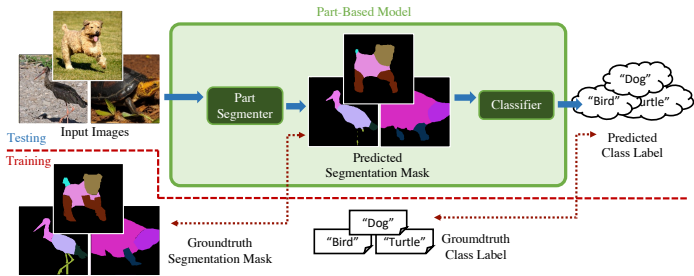 Part-Based Model
Part
Segmenter
Classifier
"Dog"
"Bird"
"Turtle"
Input Images
Testing
Predicted
Segmentation Mask
Predicted
Class Label
Training
Groundtruth
Segmentation Mask
"Dog"
"Bird"
"Turtle"
Groumdtruth
Class Label